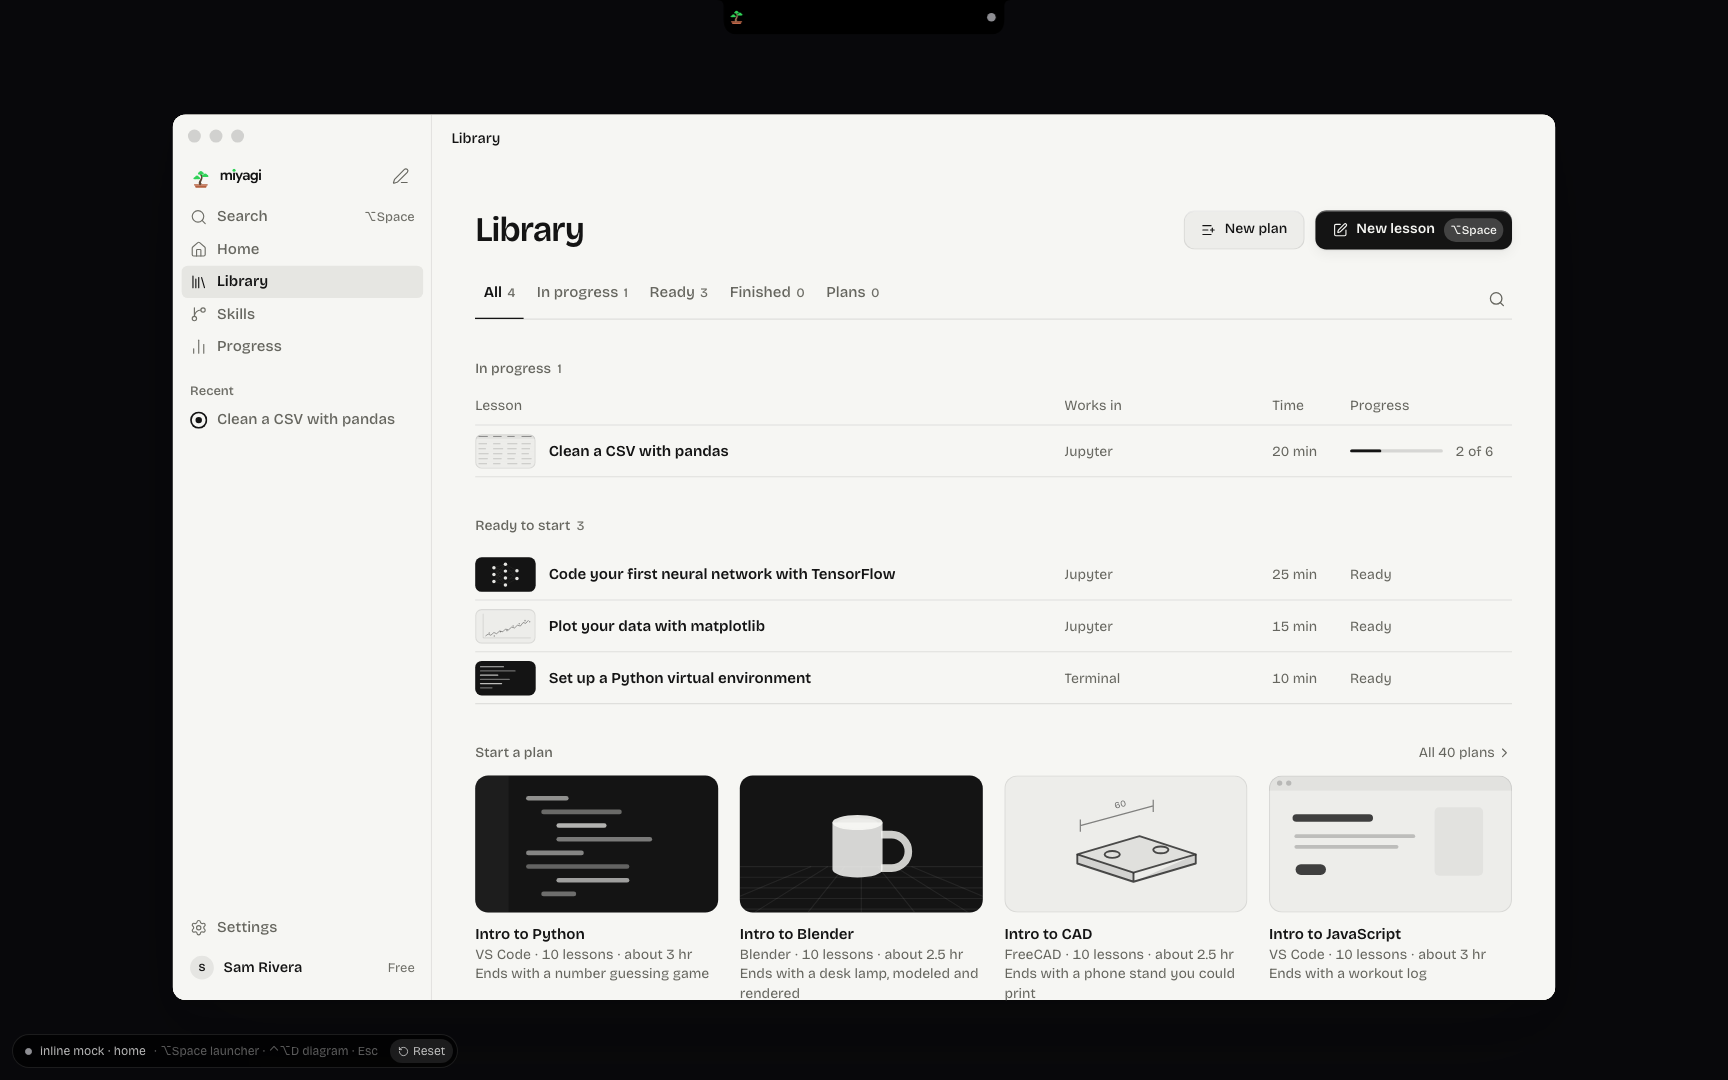 Library
miyagi
Search ⌥Space
Home
Library
Skills
Progress
Recent
Clean a CSV with pandas
Settings
S Sam Rivera Free
Library
New plan
New lesson ⌥Space
All 4 In progress 1 Ready 3 Finished 0 Plans 0
In progress 1
Lesson Works in Time Progress
Clean a CSV with pandas Jupyter 20 min 2 of 6
Ready to start 3
Code your first neural network with TensorFlow Jupyter 25 min Ready
Plot your data with matplotlib Jupyter 15 min Ready
Set up a Python virtual environment Terminal 10 min Ready
Start a plan All 40 plans
60
Intro to Python
VS Code · 10 lessons · about 3 hr
Ends with a number guessing game
Intro to Blender
Blender · 10 lessons · about 2.5 hr
Ends with a desk lamp, modeled and
rendered
Intro to CAD
FreeCAD · 10 lessons · about 2.5 hr
Ends with a phone stand you could
print
Intro to JavaScript
VS Code · 10 lessons · about 3 hr
Ends with a workout log
inline mock · home · ⌥Space launcher · ^⌥D diagram · Esc Reset